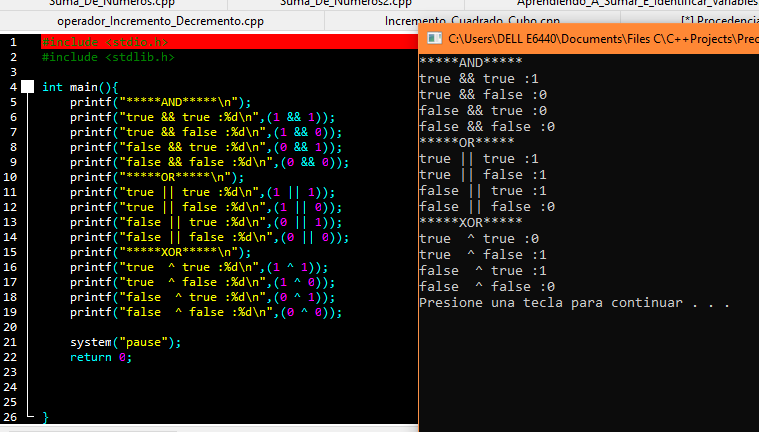 Suma_De_Numeros.cpp
Suma_De_Numeros2.cpp
Aprendiendo_A_Sumar_E_Identificar_Variables
operador_Incremento_Decremento.cpp
Incremento_Cuadrado_Cubo.cpp
[*] Procedencia
1 #include <stdio.h>
2 #include <stdlib.h>
3
4 int main(){
5 printf("*****AND*****\n");
6 printf("true && true :%d\n",(1 && 1));
7 printf("true && false :%d\n",(1 && 0));
8 printf("false && true :%d\n",(0 && 1));
9 printf("false && false :%d\n",(0 && 0));
10 printf("*****OR*****\n");
11 printf("true || true :%d\n",(1 || 1));
12 printf("true || false :%d\n",(1 || 0));
13 printf("false || true :%d\n",(0 || 1));
14 printf("false || false :%d\n",(0 || 0));
15 printf("*****XOR*****\n");
16 printf("true  ^ true :%d\n",(1 ^ 1));
17 printf("true  ^ false :%d\n",(1 ^ 0));
18 printf("false  ^ true :%d\n",(0 ^ 1));
19 printf("false  ^ false :%d\n",(0 ^ 0));
20
21 system("pause");
22 return 0;
23
24
25
26 }
C:\Users\DELL E6440\Documents\Files C\C++Projects\Prec
*****AND*****
true && true :1
true && false :0
false && true :0
false && false :0
*****OR*****
true || true :1
true || false :1
false || true :1
false || false :0
*****XOR*****
true  ^ true :0
true  ^ false :1
false  ^ true :1
false  ^ false :0
Presione una tecla para continuar . . .